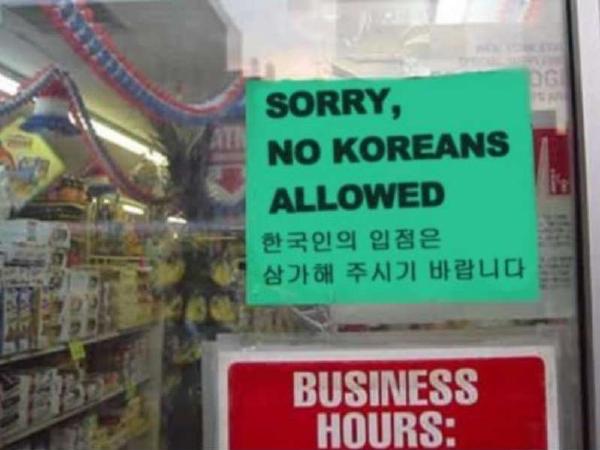 SORRY,
NO KOREANS
ALLOWED
한국인의 입점은
삼가해 주시기 바랍니다
BUSINESS
HOURS: